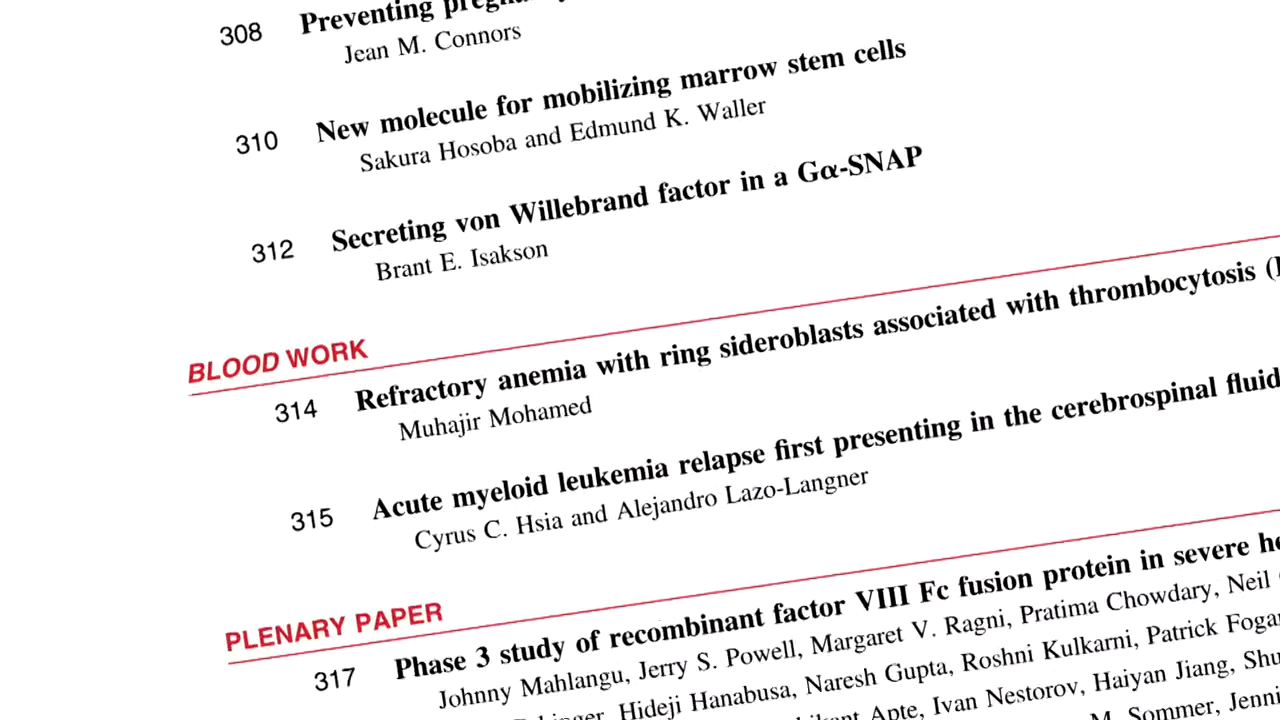 308 Preventing
Jean M. Connors
310 New molecule for mobilizing marrow stem cells
Sakura Hosoba and Edmund K. Waller
312 Secreting von Willebrand factor in a Gα-SNAP
Brant E. Isakson
BLOOD WORK
314 Refractory anemia with ring sideroblasts associated with thrombocytosis (
Muhajir Mohamed
315 Acute myeloid leukemia relapse first presenting in the cerebrospinal fluid
Cyrus C. Hsia and Alejandro Lazo-Langner
PLENARY PAPER
317 Phase 3 study of recombinant factor VIII Fc fusion protein in severe
Johnny Mahlangu, Jerry S. Powell, Margaret V. Ragni, Pratima Chowdary, Neil
Hideji Hanabusa, Naresh Gupta, Roshni Kulkarni, Patrick
Apte, Ivan Nestorov, Haiyan Jiang,
M. Sommer,